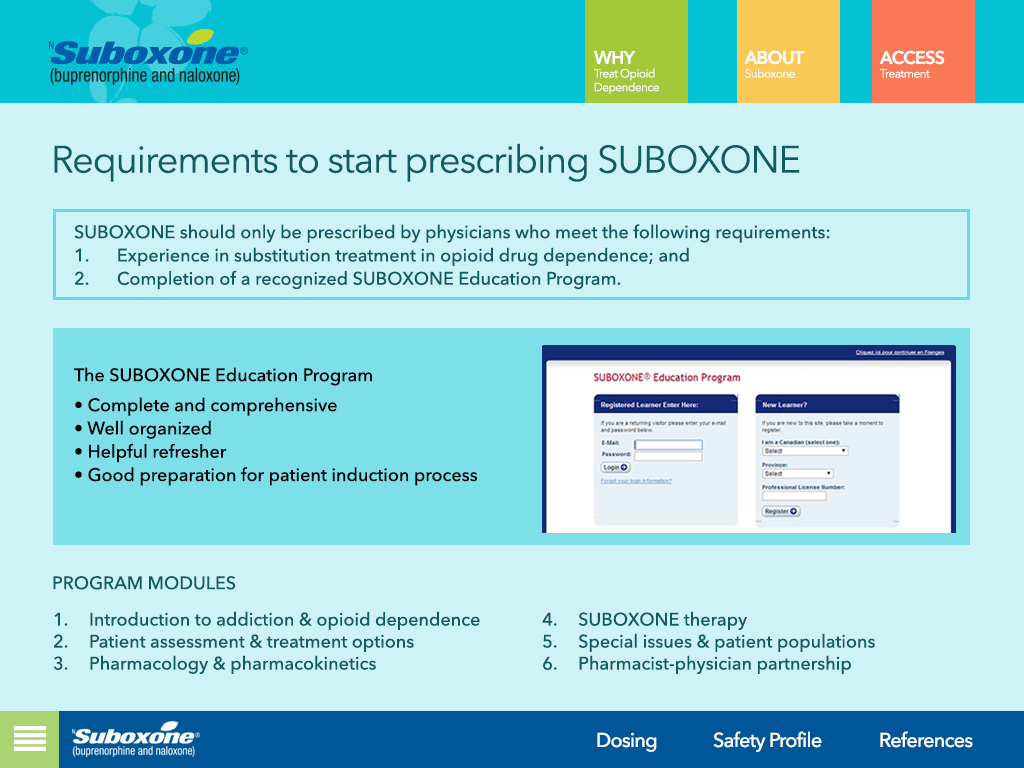 NSuboxone®
(buprenorphine and naloxone)
WHY
Treat Opioid
Dependence
ABOUT
Suboxone
ACCESS
Treatment
Requirements to start prescribing SUBOXONE
SUBOXONE should only be prescribed by physicians who meet the following requirements:
1. Experience in substitution treatment in opioid drug dependence; and
2. Completion of a recognized SUBOXONE Education Program.
The SUBOXONE Education Program
• Complete and comprehensive
• Well organized
• Helpful refresher
• Good preparation for patient induction process
Cliquez ici pour continuer en Français
SUBOXONE® Education Program
Registered Learner Enter Here:
If you are a returning visitor please enter your e-mail
and password below.
E-Mail:
Password:
Login
Forgot your login information?
New Learner?
If you are new to this site, please take a moment to
register.
I am a Canadian (select one):
Select
Province:
Select
Professional License Number:
Register
PROGRAM MODULES
1. Introduction to addiction & opioid dependence
2. Patient assessment & treatment options
3. Pharmacology & pharmacokinetics
4. SUBOXONE therapy
5. Special issues & patient populations
6. Pharmacist-physician partnership
NSuboxone®
(buprenorphine and naloxone)
Dosing
Safety Profile
References